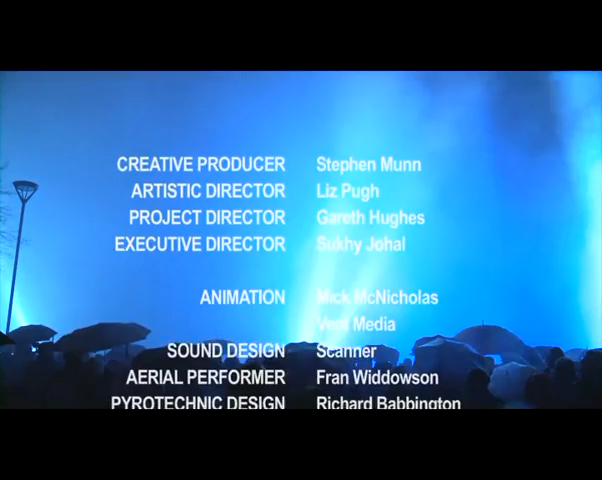 CREATIVE PRODUCER Stephen Munn
ARTISTIC DIRECTOR Liz Pugh
PROJECT DIRECTOR Gareth Hughes
EXECUTIVE DIRECTOR Sukhy Johal
ANIMATION Mick McNicholas
Vent Media
SOUND DESIGN Scanner
AERIAL PERFORMER Fran Widdowson
PYROTECHNIC DESIGN Richard Babbington